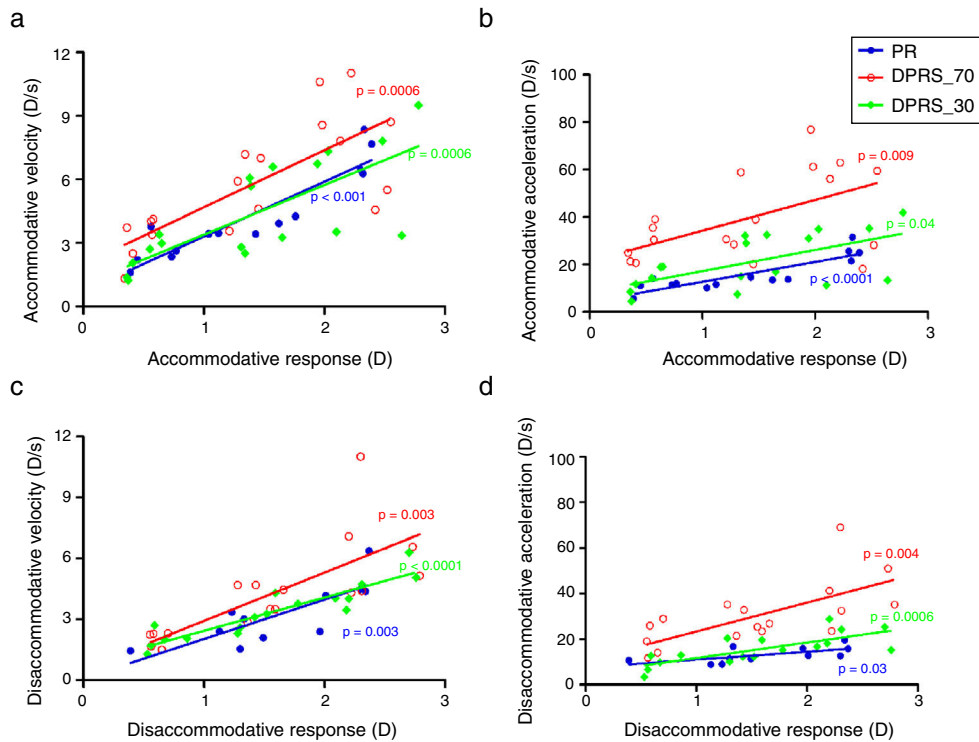 a
Accommodative velocity (D/s)
12
9
6
3
0
0 1 2 3
Accommodative response (D)
p = 0.0006
p = 0.0006
p < 0.001
b
Accommodative acceleration (D/s)
100
80
60
40
20
0
0 1 2 3
Accommodative response (D)
PR
DPRS_70
DPRS_30
p = 0.009
p = 0.04
p < 0.0001
c
Disaccommodative velocity (D/s)
12
9
6
3
0
0 1 2 3
Disaccommodative response (D)
p = 0.003
p < 0.0001
p = 0.003
d
Disaccommodative acceleration (D/s)
100
80
60
40
20
0
0 1 2 3
Disaccommodative response (D)
p = 0.004
p = 0.0006
p = 0.03